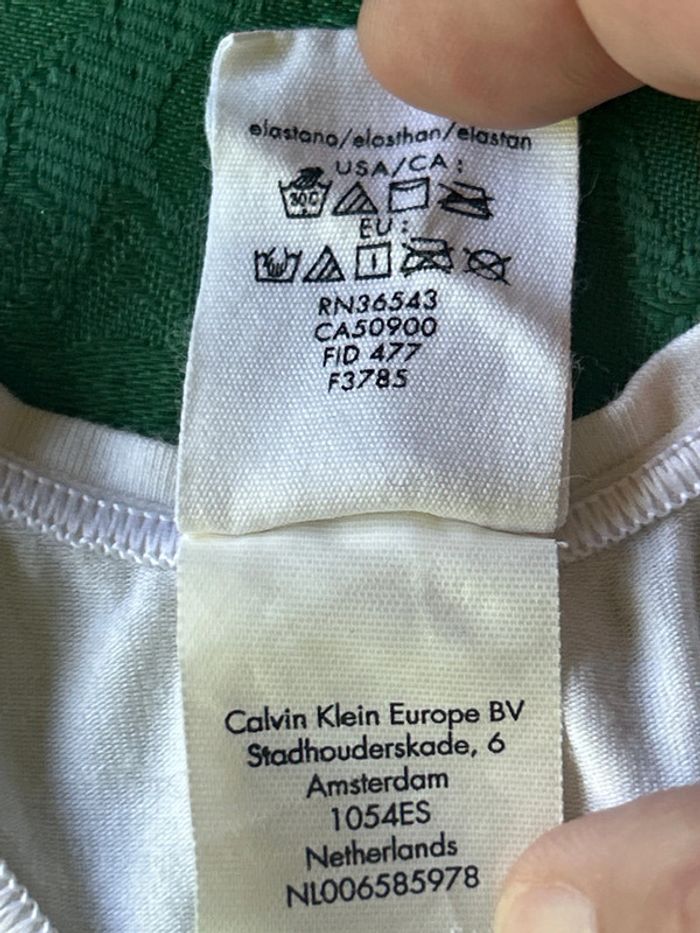 elastano/elasthan/elastan
USA/CA:
30C
EU:
RN36543
CA50900
FID 477
F3785
Calvin Klein Europe BV
Stadhouderskade, 6
Amsterdam
1054ES
Netherlands
NL006585978